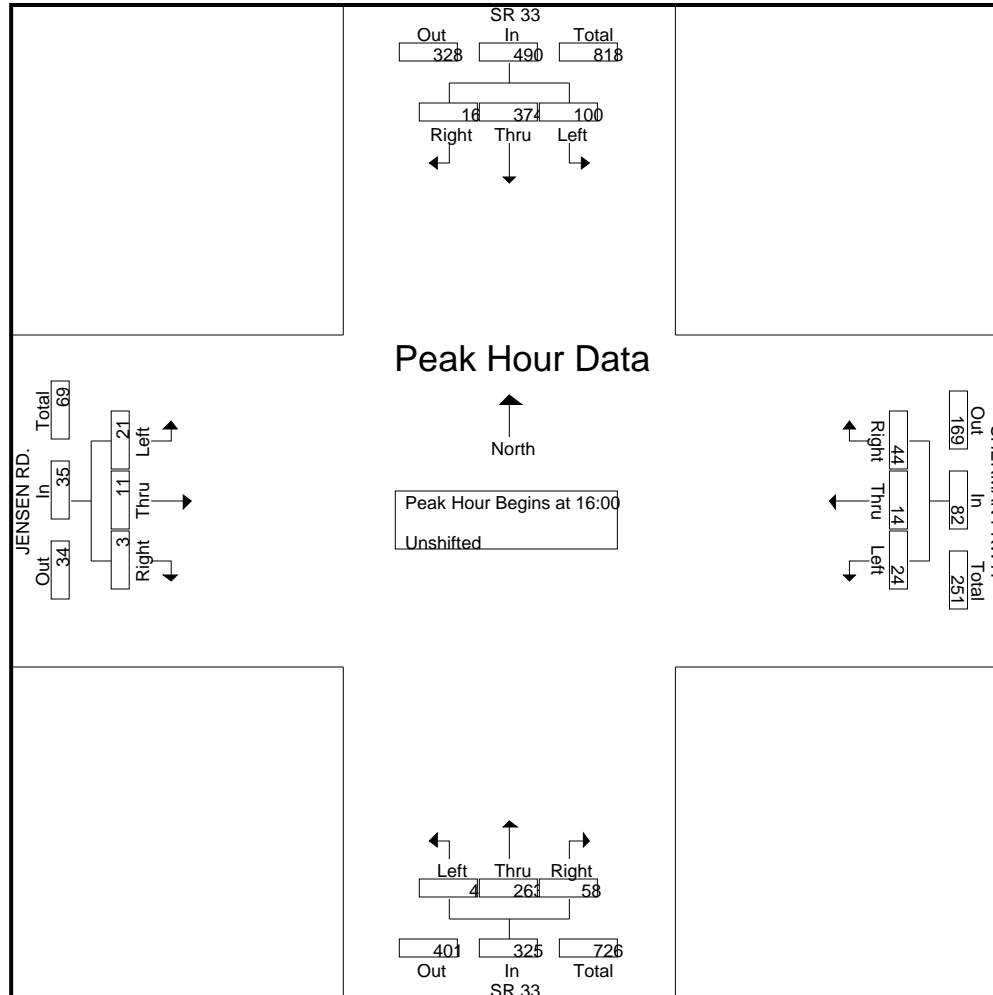 SR 33
Out In Total
328 490 818
16 374 100
Right Thru Left
Peak Hour Data
North
Peak Hour Begins at 16:00
Unshifted
JENSEN RD.
Total In Out
69 35 34
21 11 3
Left Thru Right
Out In Total
169 82 251
44 14 24
Right Thru Left
Left Thru Right
4 263 58
401 325 726
Out In Total
SR 33